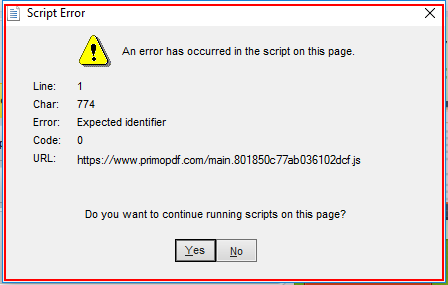 Script Error
An error has occurred in the script on this page.
Line: 1
Char: 774
Error: Expected identifier
Code: 0
URL: https://www.primopdf.com/main.801850c77ab036102dcf.js
Do you want to continue running scripts on this page?
Yes No